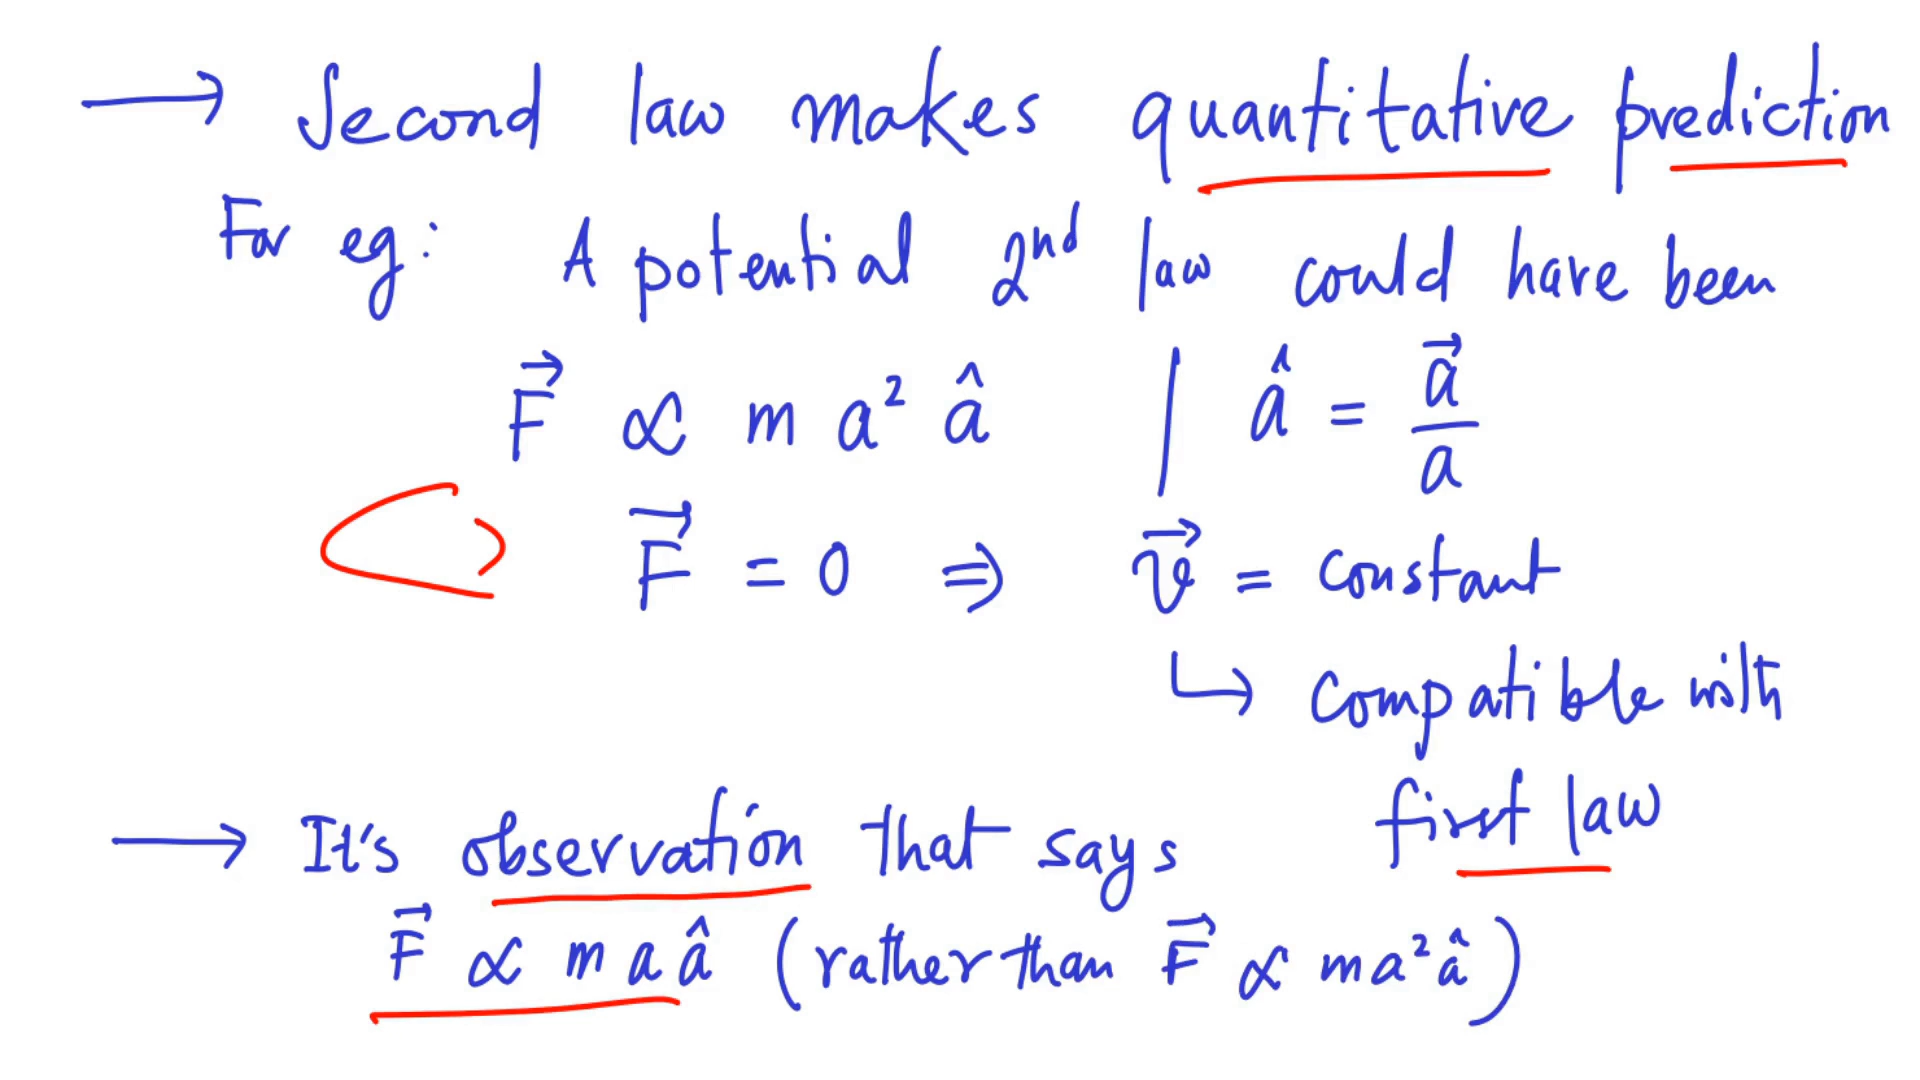 → Second law makes quantitative prediction
For eg: A potential 2nd law could have been
F⃗ ∝ m a² â | â = a⃗/a
F⃗ = 0 ⇒ v⃗ = constant
↳ compatible with
first law
→ It's observation that says
F⃗ ∝ m a â (rather than F⃗ ∝ ma² â)